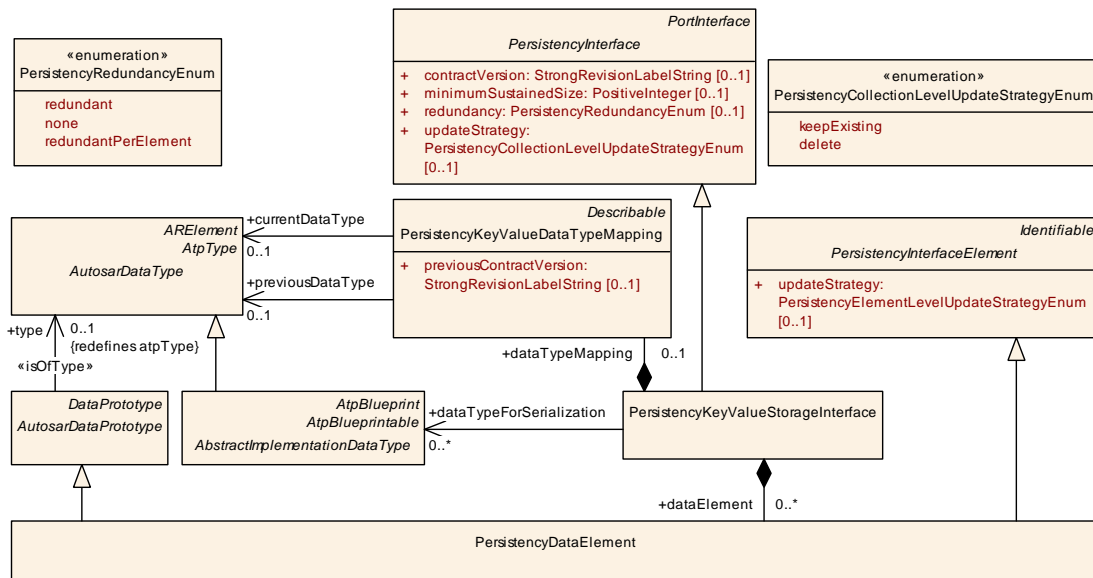 PortInterface
PersistencyInterface
+ contractVersion: StrongRevisionLabelString [0..1]
+ minimumSustainedSize: PositiveInteger [0..1]
+ redundancy: PersistencyRedundancyEnum [0..1]
+ updateStrategy:
PersistencyCollectionLevelUpdateStrategyEnum
[0..1]
«enumeration»
PersistencyRedundancyEnum
redundant
none
redundantPerElement
«enumeration»
PersistencyCollectionLevelUpdateStrategyEnum
keepExisting
delete
ARElement
AtpType
AutosarDataType
+currentDataType
0..1
+previousDataType
0..1
Describable
PersistencyKeyValueDataTypeMapping
+ previousContractVersion:
StrongRevisionLabelString [0..1]
Identifiable
PersistencyInterfaceElement
+ updateStrategy:
PersistencyElementLevelUpdateStrategyEnum
[0..1]
+type
0..1
{redefines atpType}
«isOfType»
+dataTypeMapping
0..1
DataPrototype
AutosarDataPrototype
AtpBlueprint
AtpBlueprintable
AbstractImplementationDataType
+dataTypeForSerialization
0..*
PersistencyKeyValueStorageInterface
+dataElement
0..*
PersistencyDataElement